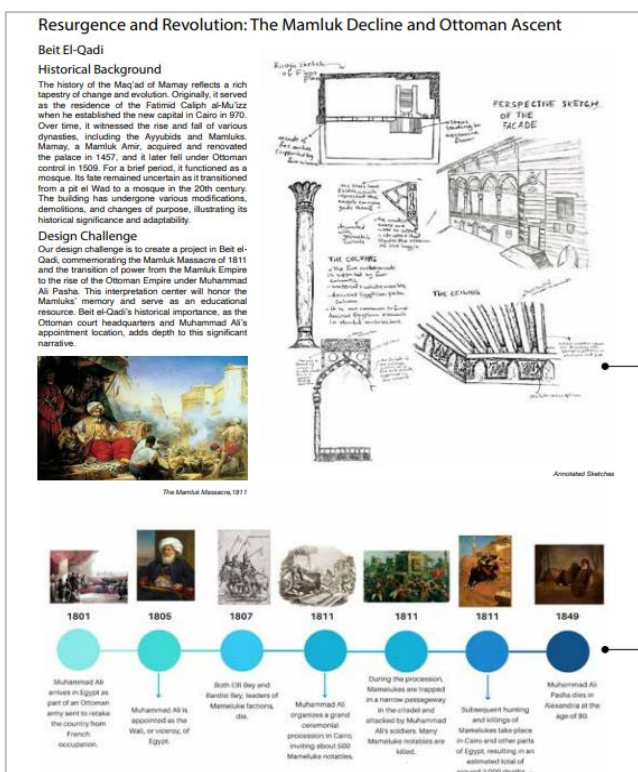 Resurgence and Revolution: The Mamluk Decline and Ottoman Ascent
Beit El-Qadi
Historical Background
The history of the Maq'ad of Mamay reflects a rich
tapestry of change and evolution. Originally, it served
as the residence of the Fatimid Caliph al-Mu'izz
when he established the new capital in Cairo in 970.
Over time, it witnessed the rise and fall of various
dynasties, including the Ayyubids and Mamluks.
Mamay, a Mamluk Amir, acquired and renovated
the palace in 1457, and it later fell under Ottoman
control in 1509. For a brief period, it functioned as a
mosque. Its fate remained uncertain as it transitioned
from a pit el Wad to a mosque in the 20th century.
The building has undergone various modifications,
demolitions, and changes of purpose, illustrating its
historical significance and adaptability.
Design Challenge
Our design challenge is to create a project in Beit el-
Qadi, commemorating the Mamluk Massacre of 1811
and the transition of power from the Mamluk Empire
to the rise of the Ottoman Empire under Muhammad
Ali Pasha. This interpretation center will honor the
Mamluks' memory and serve as an educational
resource. Beit el-Qadi's historical importance, as the
Ottoman court headquarters and Muhammad Ali's
appointment location, adds depth to this significant
narrative.
The Mamluk Massacre,1811
Rough sketch
of Floor
PERSPECTIVE SKETCH
OF THE
FACADE
THE COLUMNS
THE CEILING
Annotated Sketches
1801
Muhammad Ali
arrives in Egypt as
part of an Ottoman
army sent to retake
the country from
French
occupation.
1805
Muhammad Ali is
appointed as the
Wali, or viceroy, of
Egypt.
1807
Both Elfi Bey and
Bardisi Bey, leaders of
Mameluke factions,
die.
1811
Muhammad Ali
organizes a grand
ceremonial
procession in Cairo,
inviting about 500
Mameluke notables.
1811
During the procession,
Mamelukes are trapped
in a narrow passageway
in the citadel and
attacked by Muhammad
Ali's soldiers. Many
Mameluke notables are
killed.
1811
Subsequent hunting
and killings of
Mamelukes take place
in Cairo and other parts
of Egypt, resulting in an
estimated total of
1849
Muhammad Ali
Pasha dies in
Alexandria at the
age of 80.